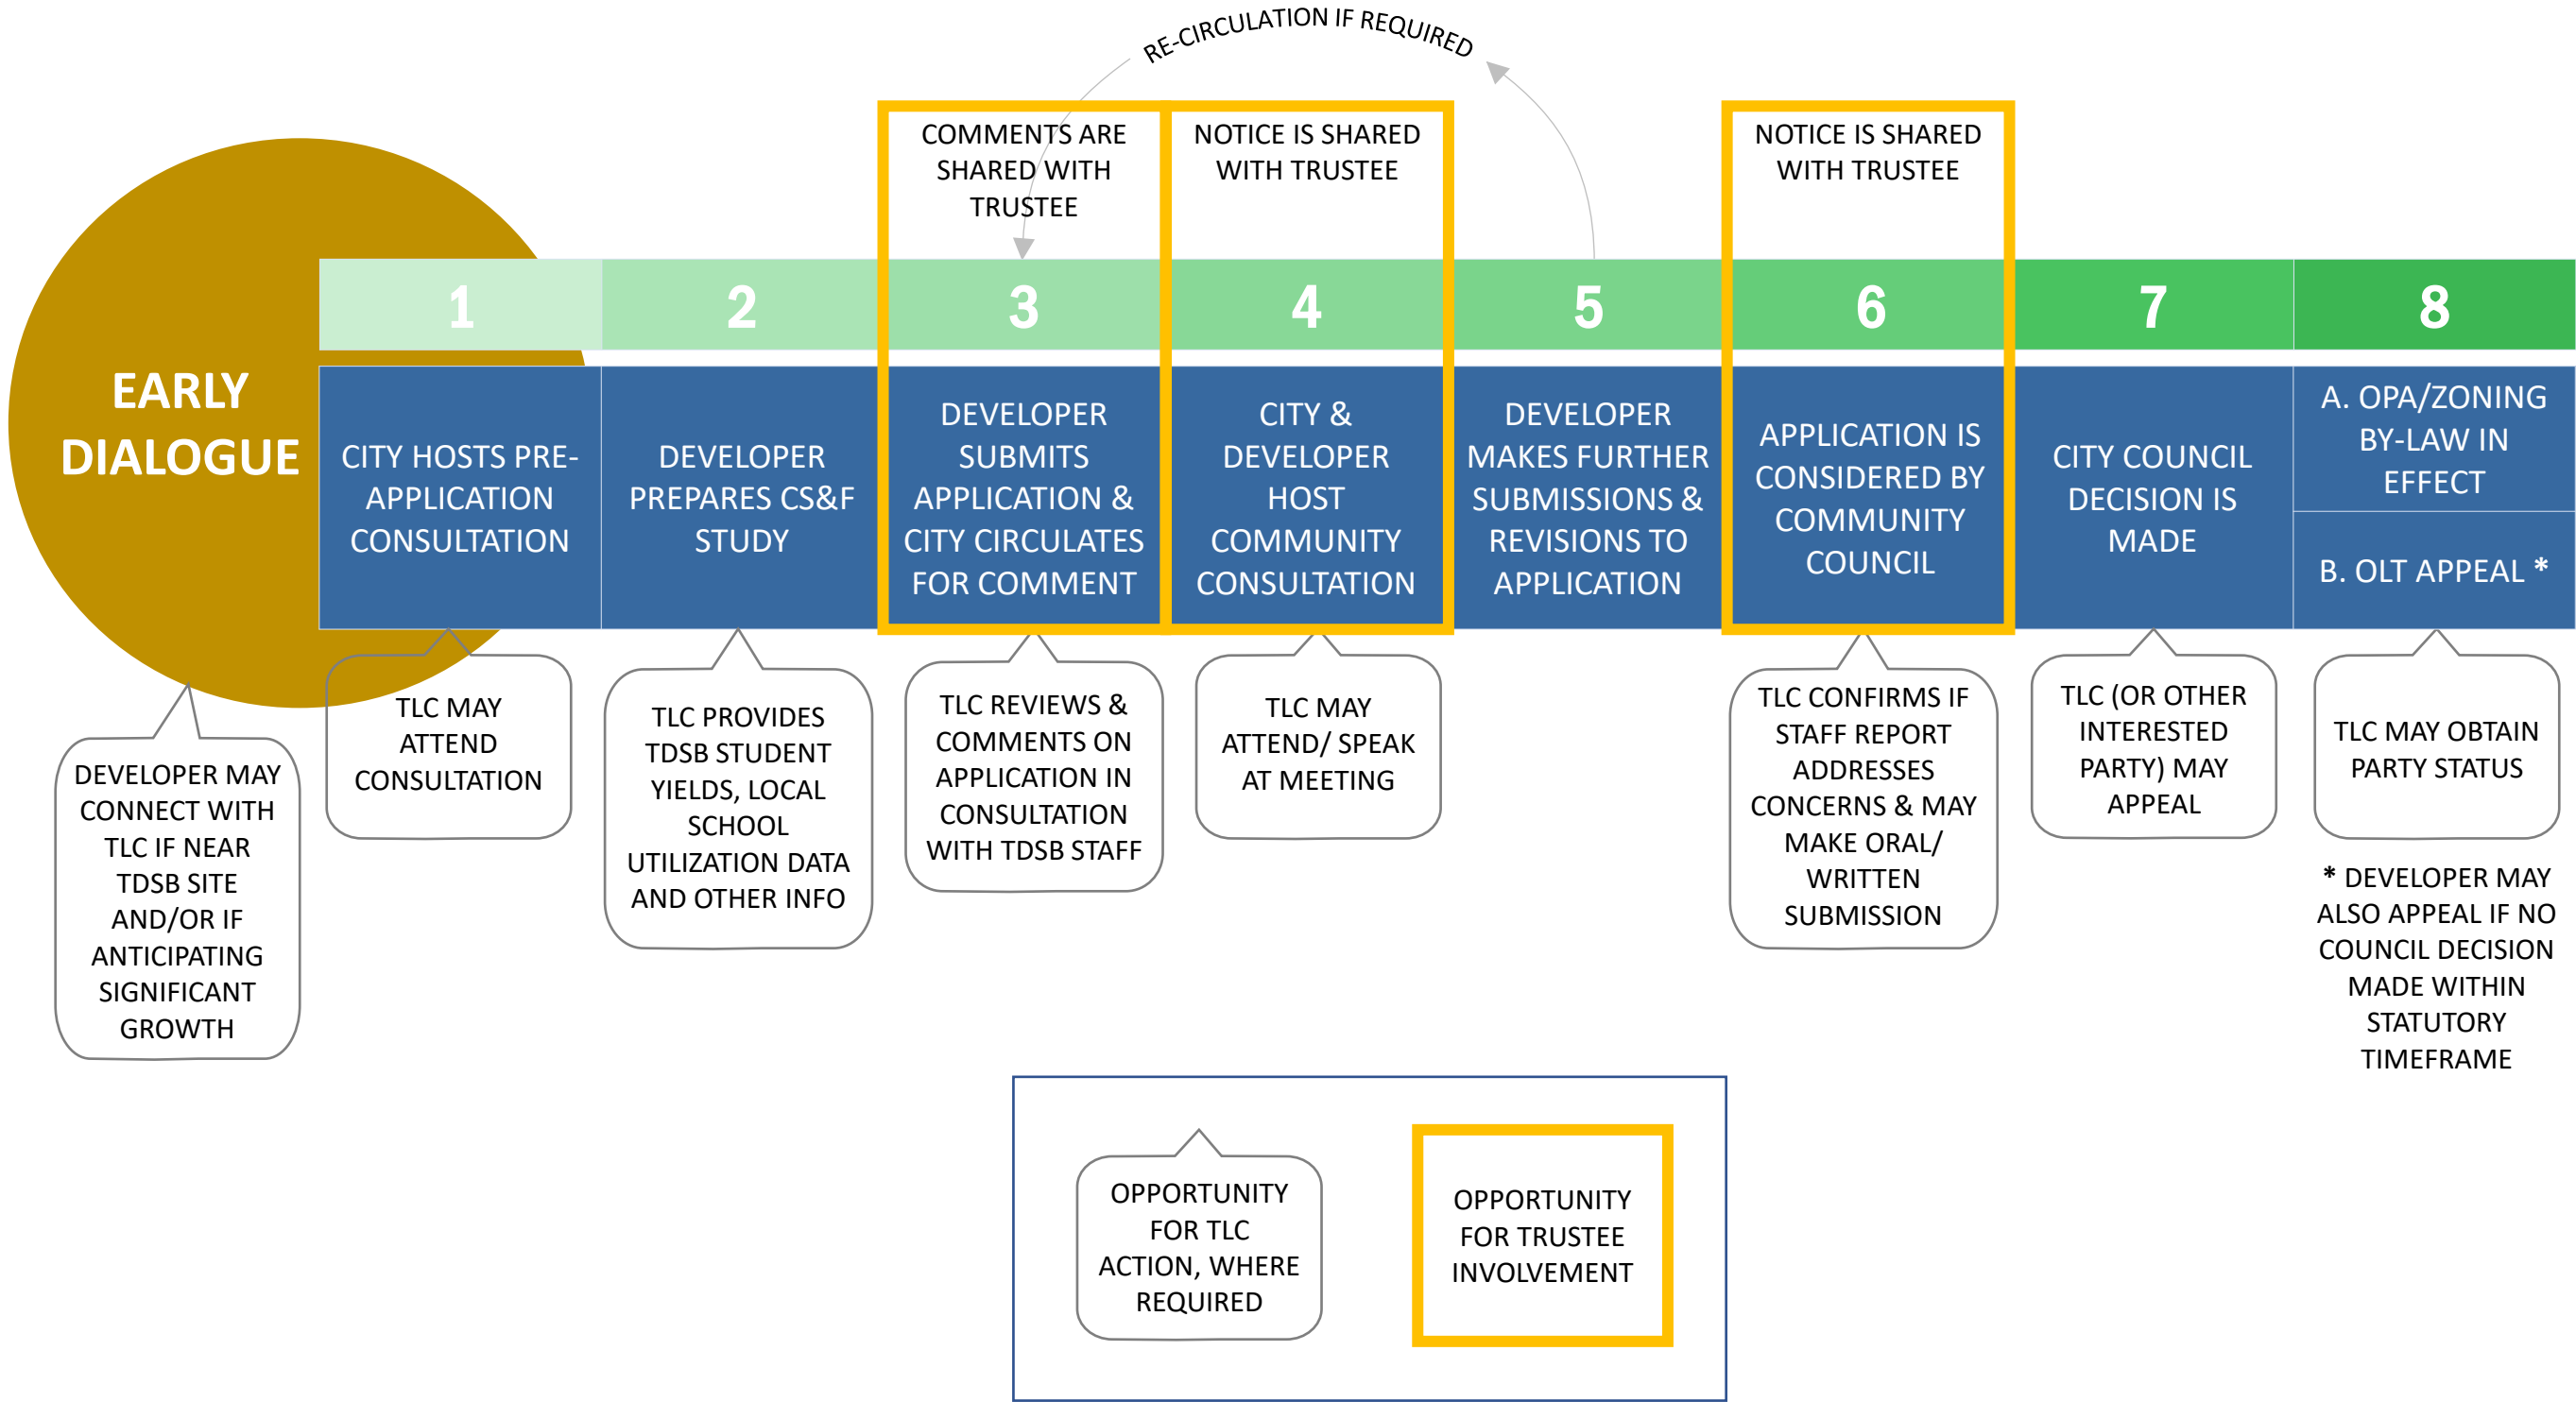 RE-CIRCULATION IF REQUIRED
COMMENTS ARE
SHARED WITH
TRUSTEE
NOTICE IS SHARED
WITH TRUSTEE
NOTICE IS SHARED
WITH TRUSTEE
1
2
3
4
5
6
7
8
EARLY
DIALOGUE
CITY HOSTS PRE-
APPLICATION
CONSULTATION
DEVELOPER
PREPARES CS&F
STUDY
DEVELOPER
SUBMITS
APPLICATION &
CITY CIRCULATES
FOR COMMENT
CITY &
DEVELOPER
HOST
COMMUNITY
CONSULTATION
DEVELOPER
MAKES FURTHER
SUBMISSIONS &
REVISIONS TO
APPLICATION
APPLICATION IS
CONSIDERED BY
COMMUNITY
COUNCIL
CITY COUNCIL
DECISION IS
MADE
A. OPA/ZONING
BY-LAW IN
EFFECT
B. OLT APPEAL *
DEVELOPER MAY
CONNECT WITH
TLC IF NEAR
TDSB SITE
AND/OR IF
ANTICIPATING
SIGNIFICANT
GROWTH
TLC MAY
ATTEND
CONSULTATION
TLC PROVIDES
TDSB STUDENT
YIELDS, LOCAL
SCHOOL
UTILIZATION DATA
AND OTHER INFO
TLC REVIEWS &
COMMENTS ON
APPLICATION IN
CONSULTATION
WITH TDSB STAFF
TLC MAY
ATTEND/ SPEAK
AT MEETING
TLC CONFIRMS IF
STAFF REPORT
ADDRESSES
CONCERNS & MAY
MAKE ORAL/
WRITTEN
SUBMISSION
TLC (OR OTHER
INTERESTED
PARTY) MAY
APPEAL
TLC MAY OBTAIN
PARTY STATUS
* DEVELOPER MAY
ALSO APPEAL IF NO
COUNCIL DECISION
MADE WITHIN
STATUTORY
TIMEFRAME
OPPORTUNITY
FOR TLC
ACTION, WHERE
REQUIRED
OPPORTUNITY
FOR TRUSTEE
INVOLVEMENT